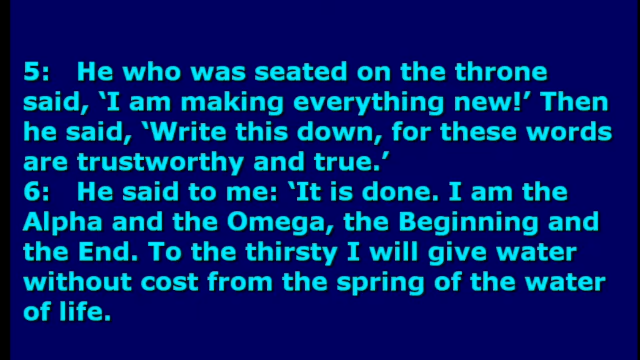 5:   He who was seated on the throne
said, ‘I am making everything new!’ Then
he said, ‘Write this down, for these words
are trustworthy and true.’
6:   He said to me: ‘It is done. I am the
Alpha and the Omega, the Beginning and
the End. To the thirsty I will give water
without cost from the spring of the water
of life.